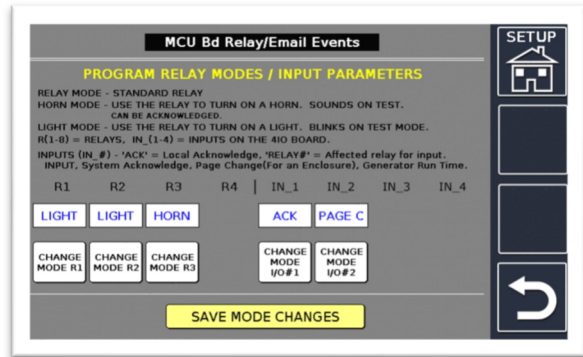 MCU Bd Relay/Email Events
SETUP
PROGRAM RELAY MODES / INPUT PARAMETERS
RELAY MODE - STANDARD RELAY
HORN MODE - USE THE RELAY TO TURN ON A HORN. SOUNDS ON TEST.
CAN BE ACKNOWLEDGED.
LIGHT MODE - USE THE RELAY TO TURN ON A LIGHT. BLINKS ON TEST MODE.
R(1-8) = RELAYS, IN_(1-4) = INPUTS ON THE 4IO BOARD.
INPUTS (IN_#) - 'ACK' = Local Acknowledge, 'RELAY#' = Affected relay for input.
INPUT, System Acknowledge, Page Change(For an Enclosure), Generator Run Time.
R1 R2 R3 R4 | IN_1 IN_2 IN_3 IN_4
LIGHT LIGHT HORN ACK PAGE C
CHANGE MODE R1
CHANGE MODE R2
CHANGE MODE R3
CHANGE MODE I/O#1
CHANGE MODE I/O#2
SAVE MODE CHANGES